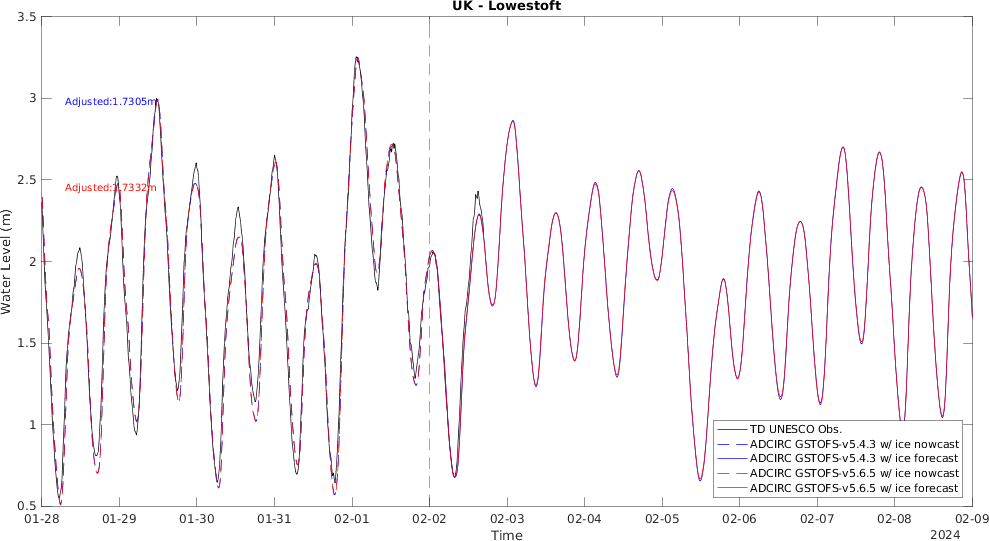 UK - Lowestoft
3.5
3
2.5
2
1.5
1
0.5
Water Level (m)
Adjusted:1.7305m
Adjusted:1.7332m
TD UNESCO Obs.
ADCIRC GSTOFS-v5.4.3 w/ ice nowcast
ADCIRC GSTOFS-v5.4.3 w/ ice forecast
ADCIRC GSTOFS-v5.6.5 w/ ice nowcast
ADCIRC GSTOFS-v5.6.5 w/ ice forecast
01-28 01-29 01-30 01-31 02-01 02-02 02-03 02-04 02-05 02-06 02-07 02-08 02-09
Time
2024